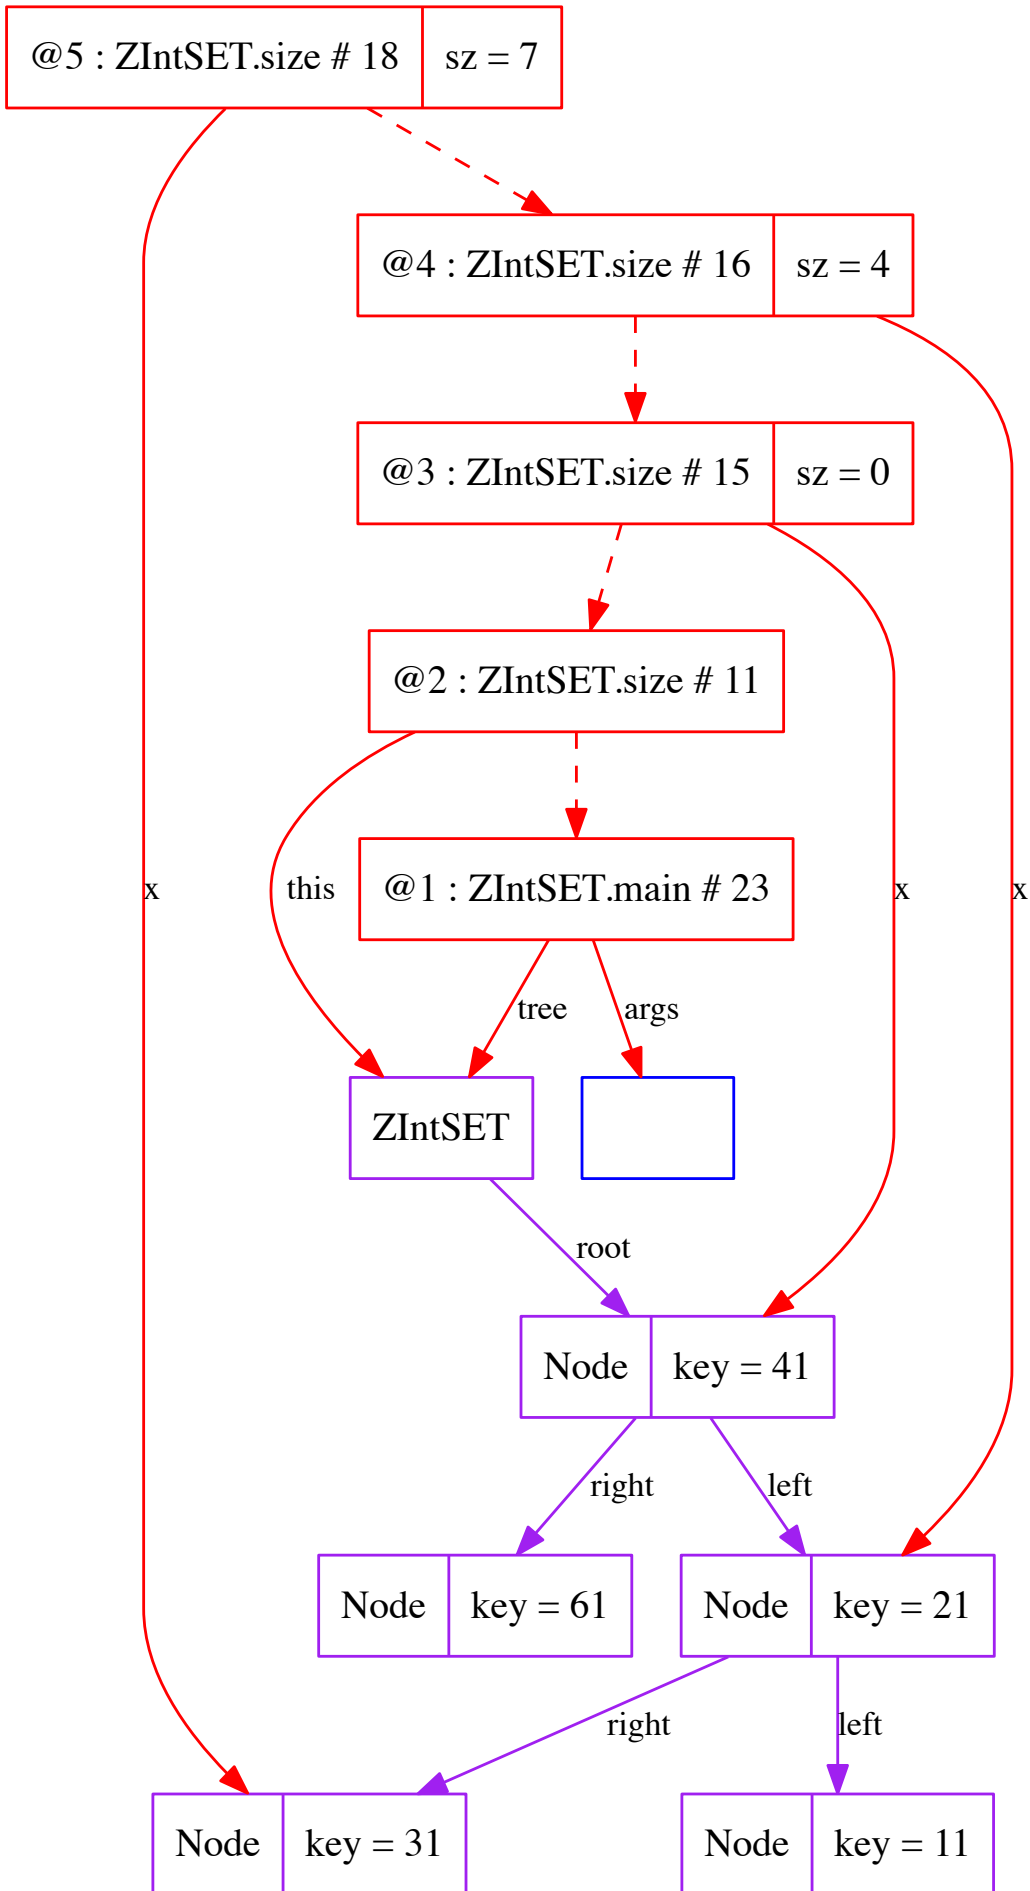 @5 : ZIntSET.size # 18 sz = 7
@4 : ZIntSET.size # 16 sz = 4
@3 : ZIntSET.size # 15 sz = 0
@2 : ZIntSET.size # 11
x this @1 : ZIntSET.main # 23 x x
tree args
ZIntSET
root
Node key = 41
right left
Node key = 61 Node key = 21
right left
Node key = 31 Node key = 11